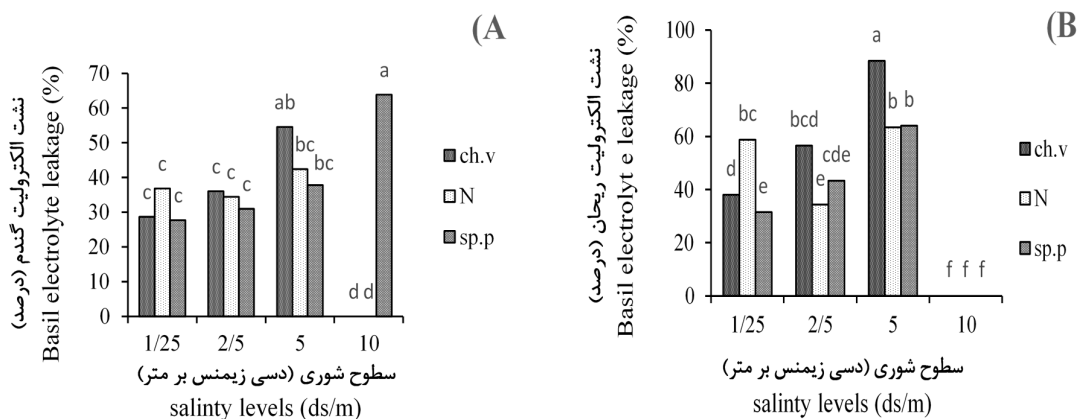 (A
نشت الکترولیت گندم (درصد)
Basil electrolyte leakage (%)
70
60
50
40
30
20
10
0
c
c
c
c
c
c
ab
bc
bc
d
d
a
1/25
2/5
5
10
سطوح شوری (دسی زیمنس بر متر)
salinty levels (ds/m)
ch.v
N
sp.p
(B
نشت الکترولیت ریحان (درصد)
Basil electrolyt e leakage (%)
100
80
60
40
20
0
d
bc
e
bcd
e
cde
a
b
b
f
f
f
1/25
2/5
5
10
سطوح شوری (دسی زیمنس بر متر)
salinty levels (ds/m)
ch.v
N
sp.p